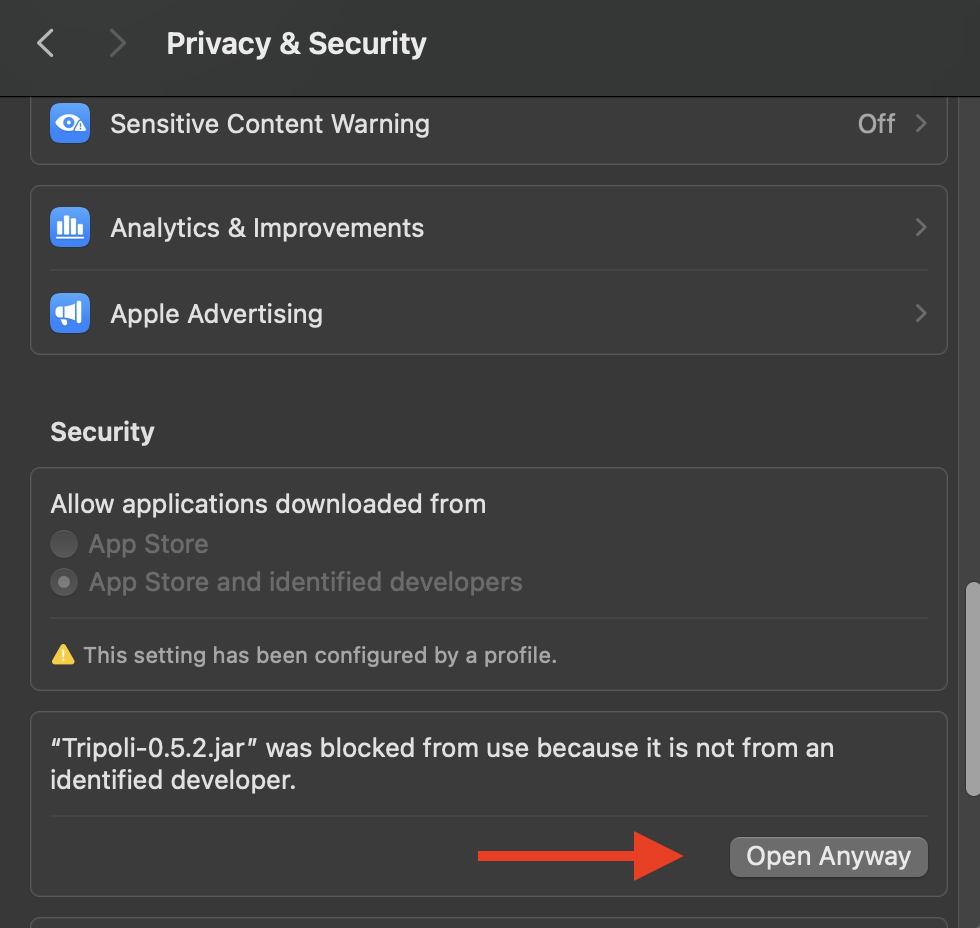 Privacy & Security
Sensitive Content Warning Off
Analytics & Improvements
Apple Advertising
Security
Allow applications downloaded from
App Store
App Store and identified developers
This setting has been configured by a profile.
“Tripoli-0.5.2.jar” was blocked from use because it is not from an
identified developer.
Open Anyway